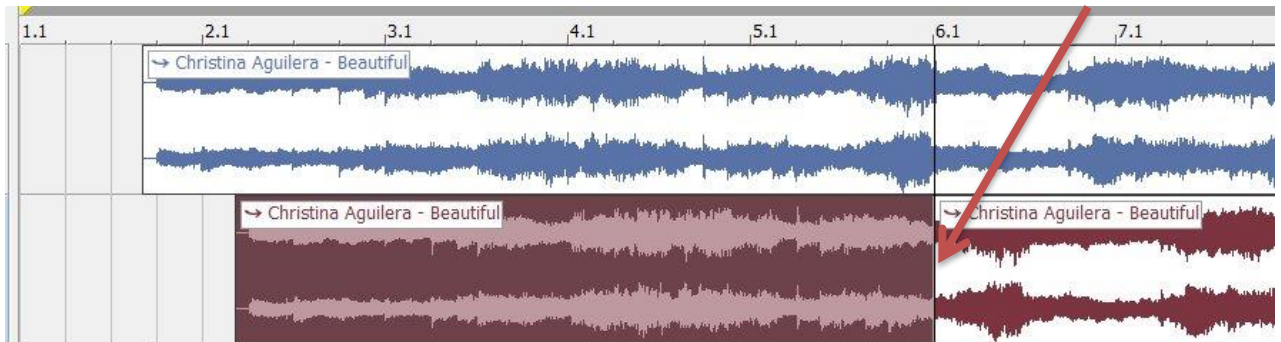 1.1 2.1 3.1 4.1 5.1 6.1 7.1
Christina Aguilera - Beautiful
Christina Aguilera - Beautiful Christina Aguilera - Beautiful